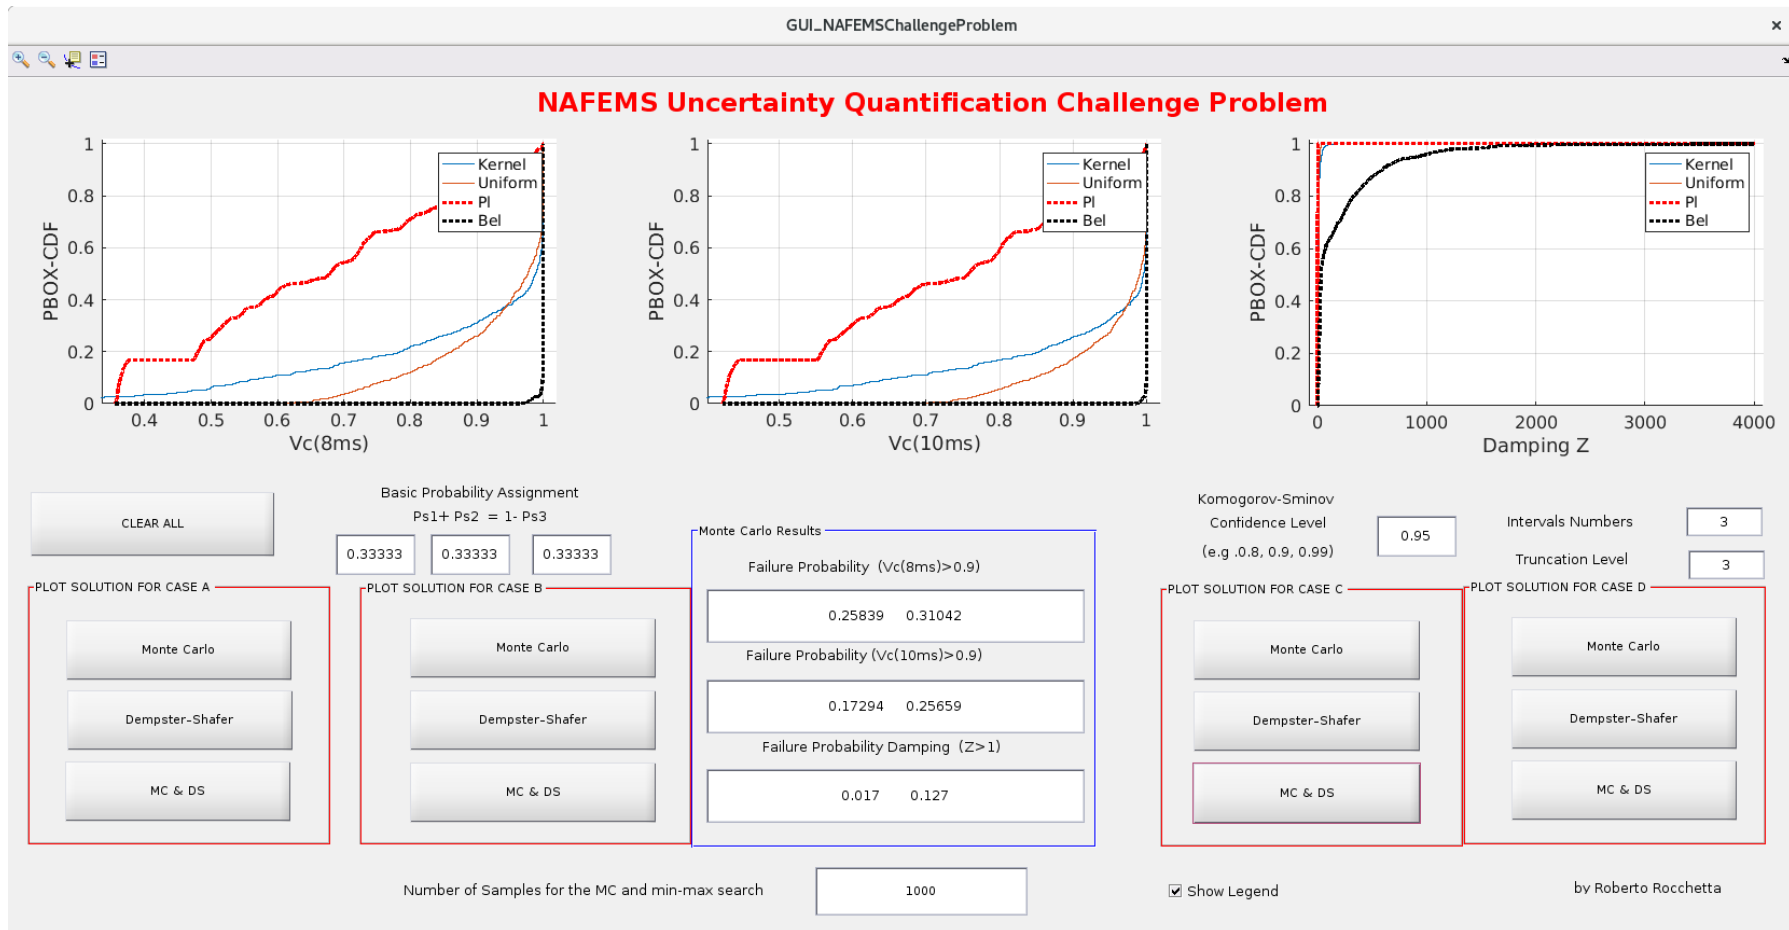 GUI_NAFEMSChallengeProblem
NAFEMS Uncertainty Quantification Challenge Problem
PBOX-CDF
1
0.8
0.6
0.4
0.2
0
0.4 0.5 0.6 0.7 0.8 0.9 1
Vc(8ms)
Kernel
Uniform
Pl
Bel
PBOX-CDF
1
0.8
0.6
0.4
0.2
0
0.5 0.6 0.7 0.8 0.9 1
Vc(10ms)
Kernel
Uniform
Pl
Bel
PBOX-CDF
1
0.8
0.6
0.4
0.2
0
0 1000 2000 3000 4000
Damping Z
Kernel
Uniform
Pl
Bel
CLEAR ALL
Basic Probability Assignment
Ps1+ Ps2 = 1- Ps3
0.33333 0.33333 0.33333
Komogorov-Sminov
Confidence Level
(e.g .0.8, 0.9, 0.99)
0.95
Intervals Numbers 3
Truncation Level 3
PLOT SOLUTION FOR CASE A
Monte Carlo
Dempster-Shafer
MC & DS
PLOT SOLUTION FOR CASE B
Monte Carlo
Dempster-Shafer
MC & DS
Monte Carlo Results
Failure Probability (Vc(8ms)>0.9)
0.25839 0.31042
Failure Probability (Vc(10ms)>0.9)
0.17294 0.25659
Failure Probability Damping (Z>1)
0.017 0.127
PLOT SOLUTION FOR CASE C
Monte Carlo
Dempster-Shafer
MC & DS
PLOT SOLUTION FOR CASE D
Monte Carlo
Dempster-Shafer
MC & DS
Number of Samples for the MC and min-max search 1000
Show Legend
by Roberto Rocchetta